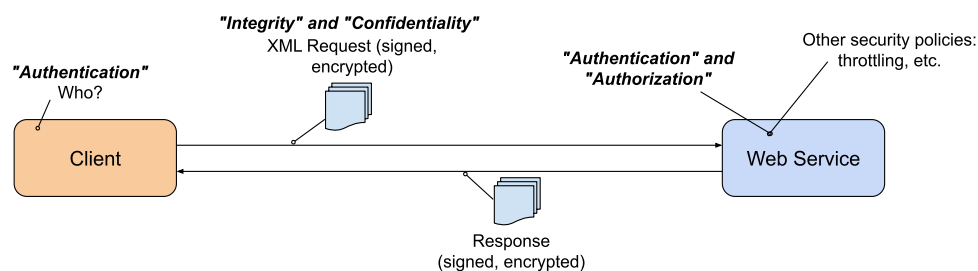 "Integrity" and "Confidentiality"
XML Request (signed,
encrypted)
"Authentication"
Who?
"Authentication" and
"Authorization"
Other security policies:
throttling, etc.
Client
Web Service
Response
(signed, encrypted)